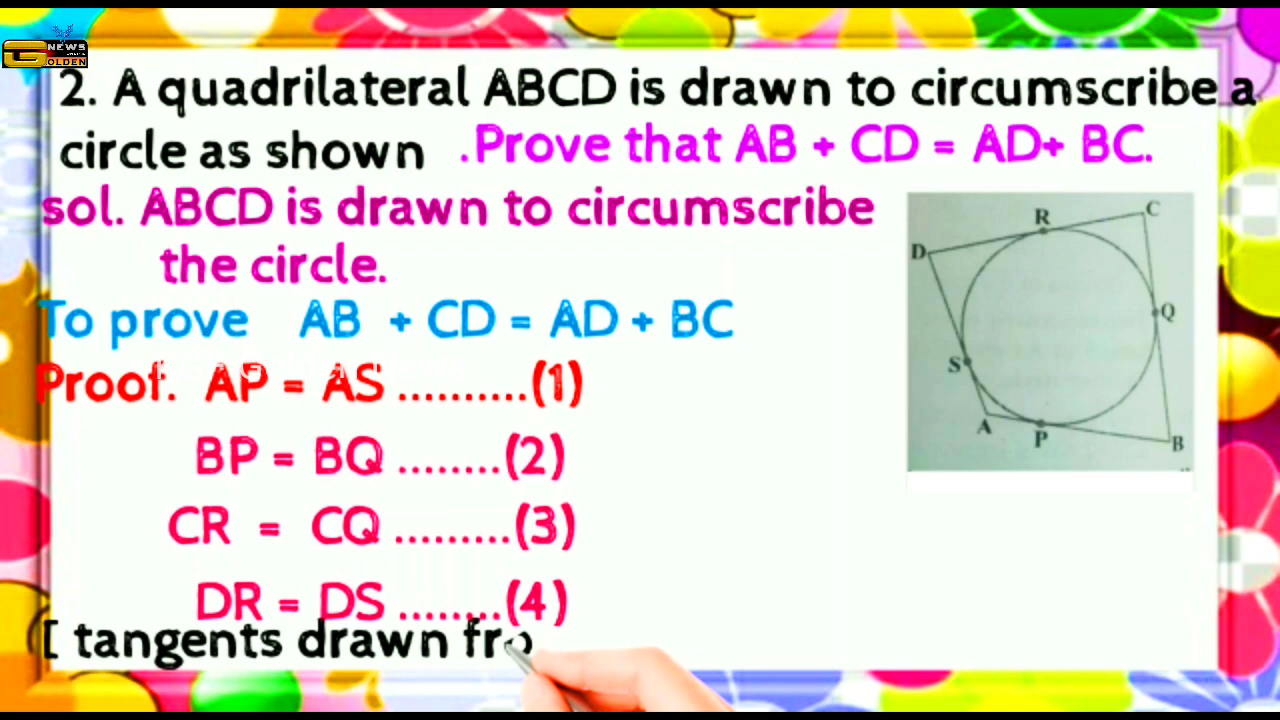 NEWS
GOLDEN
2. A quadrilateral ABCD is drawn to circumscribe a
circle as shown .Prove that AB + CD = AD+ BC.
sol. ABCD is drawn to circumscribe
the circle.
To prove AB + CD = AD + BC
Proof. AP = AS ..........(1)
BP = BQ ........(2)
CR = CQ .........(3)
DR = DS ........(4)
[ tangents drawn fro
C
R
D
Q
S
A
P
B